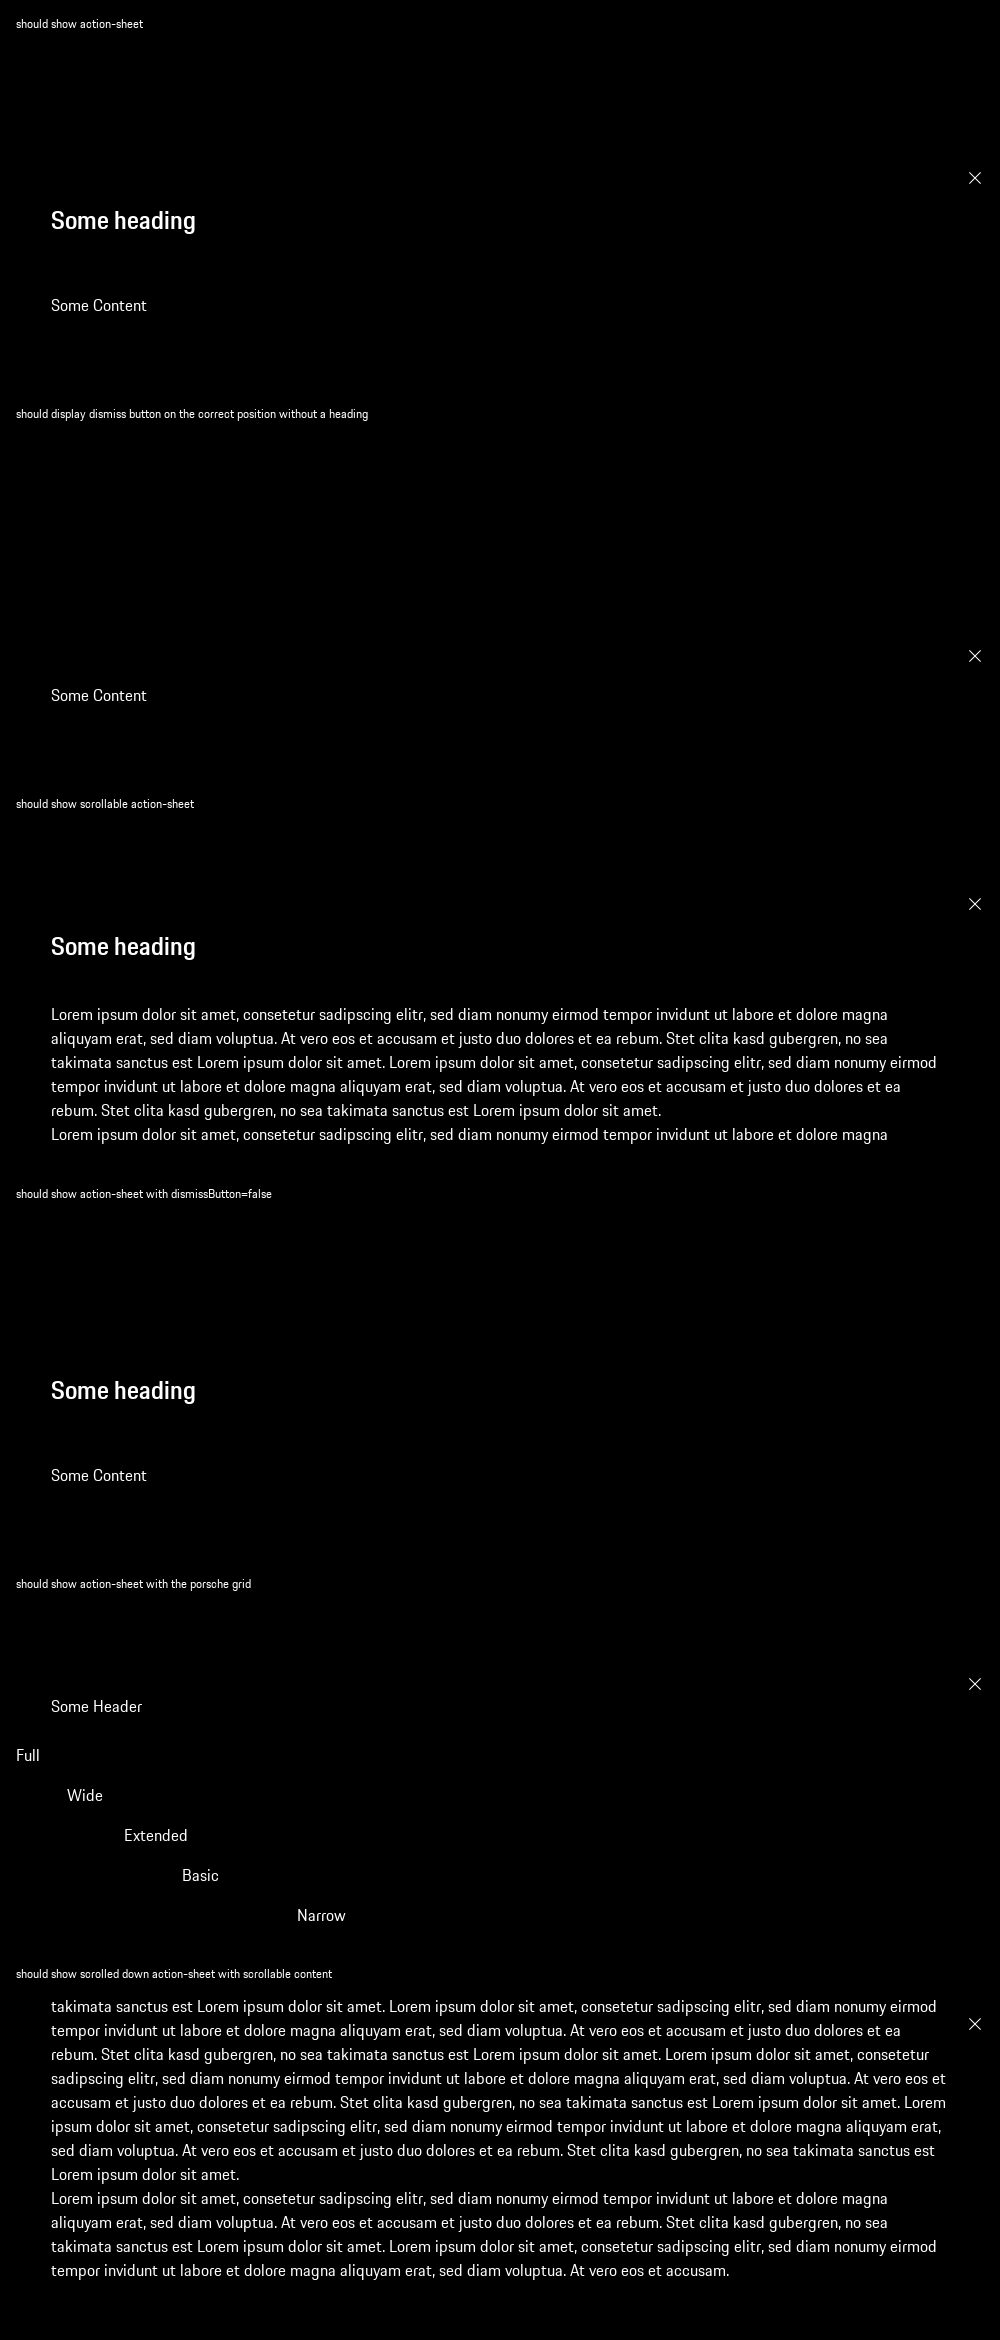 should show action-sheet
Some heading
Some Content
should display dismiss button on the correct position without a heading
Some Content
should show scrollable action-sheet
Some heading
Lorem ipsum dolor sit amet, consetetur sadipscing elitr, sed diam nonumy eirmod tempor invidunt ut labore et dolore magna
aliquyam erat, sed diam voluptua. At vero eos et accusam et justo duo dolores et ea rebum. Stet clita kasd gubergren, no sea
takimata sanctus est Lorem ipsum dolor sit amet. Lorem ipsum dolor sit amet, consetetur sadipscing elitr, sed diam nonumy eirmod
tempor invidunt ut labore et dolore magna aliquyam erat, sed diam voluptua. At vero eos et accusam et justo duo dolores et ea
rebum. Stet clita kasd gubergren, no sea takimata sanctus est Lorem ipsum dolor sit amet.
Lorem ipsum dolor sit amet, consetetur sadipscing elitr, sed diam nonumy eirmod tempor invidunt ut labore et dolore magna
should show action-sheet with dismissButton=false
Some heading
Some Content
should show action-sheet with the porsche grid
Some Header
Full
Wide
Extended
Basic
Narrow
should show scrolled down action-sheet with scrollable content
takimata sanctus est Lorem ipsum dolor sit amet. Lorem ipsum dolor sit amet, consetetur sadipscing elitr, sed diam nonumy eirmod
tempor invidunt ut labore et dolore magna aliquyam erat, sed diam voluptua. At vero eos et accusam et justo duo dolores et ea
rebum. Stet clita kasd gubergren, no sea takimata sanctus est Lorem ipsum dolor sit amet. Lorem ipsum dolor sit amet, consetetur
sadipscing elitr, sed diam nonumy eirmod tempor invidunt ut labore et dolore magna aliquyam erat, sed diam voluptua. At vero eos et
accusam et justo duo dolores et ea rebum. Stet clita kasd gubergren, no sea takimata sanctus est Lorem ipsum dolor sit amet. Lorem
ipsum dolor sit amet, consetetur sadipscing elitr, sed diam nonumy eirmod tempor invidunt ut labore et dolore magna aliquyam erat,
sed diam voluptua. At vero eos et accusam et justo duo dolores et ea rebum. Stet clita kasd gubergren, no sea takimata sanctus est
Lorem ipsum dolor sit amet.
Lorem ipsum dolor sit amet, consetetur sadipscing elitr, sed diam nonumy eirmod tempor invidunt ut labore et dolore magna
aliquyam erat, sed diam voluptua. At vero eos et accusam et justo duo dolores et ea rebum. Stet clita kasd gubergren, no sea
takimata sanctus est Lorem ipsum dolor sit amet. Lorem ipsum dolor sit amet, consetetur sadipscing elitr, sed diam nonumy eirmod
tempor invidunt ut labore et dolore magna aliquyam erat, sed diam voluptua. At vero eos et accusam.